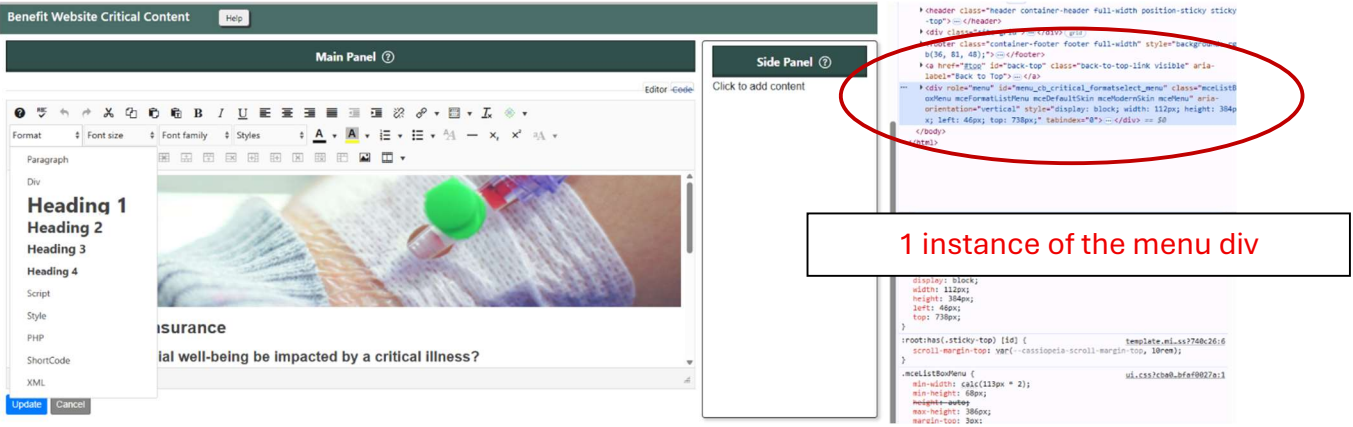 Benefit Website Critical Content
Help
Main Panel ?
Editor Code
B I U
Format Font size Font family Styles A A
Paragraph
Div
Heading 1
Heading 2
Heading 3
Heading 4
Script
Style
PHP
ShortCode
XML
surance
ial well-being be impacted by a critical illness?
Update Cancel
Side Panel ?
Click to add content
<header class="header container-header full-width position-sticky sticky
-top"> </header>
footer class="container-footer footer full-width" style="background:
b(36, 81, 48);"> </footer>
<a href="#top" id="back-top" class="back-to-top-link visible" aria-
label="Back to Top"> </a>
<div role="menu" id="menu_cb_critical_formatselect_menu" class="mceListB
oxMenu mceFormatListMenu mceDefaultSkin mceModernSkin mceMenu" aria-
orientation="vertical" style="display: block; width: 112px; height: 384p
x; left: 46px; top: 738px;" tabindex="0"> </div> == $0
</body>
</html>
1 instance of the menu div
display: block;
width: 112px;
height: 384px;
left: 46px;
top: 738px;
}
:root:has(.sticky-top) [id] { template.mi…ss?740c26:6
scroll-margin-top: var(--cassiopeia-scroll-margin-top, 10rem);
}
.mceListBoxMenu { ui.css?cba0…bfaf0027a:1
min-width: calc(113px * 2);
min-height: 68px;
height: auto;
max-height: 386px;
margin-top: 3px;